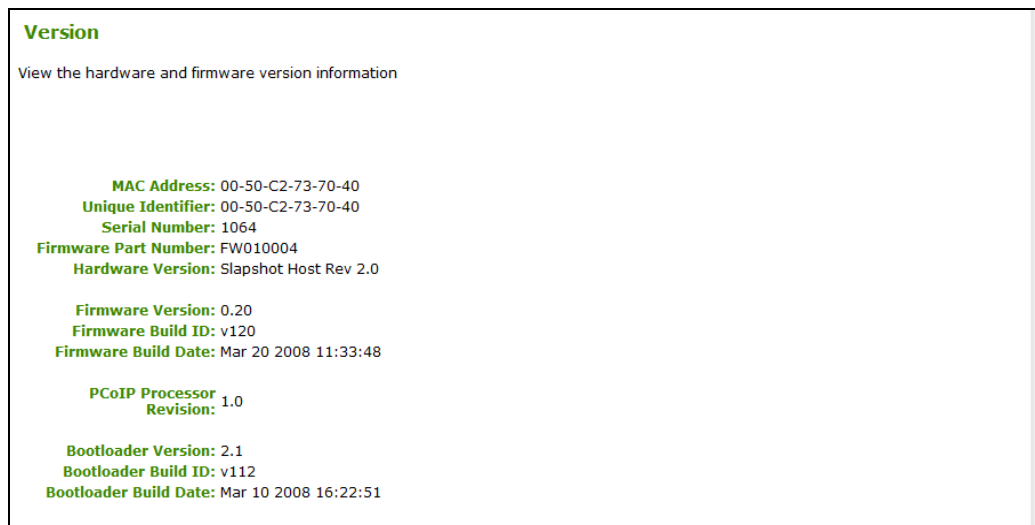 Version
View the hardware and firmware version information
MAC Address: 00-50-C2-73-70-40
Unique Identifier: 00-50-C2-73-70-40
Serial Number: 1064
Firmware Part Number: FW010004
Hardware Version: Slapshot Host Rev 2.0
Firmware Version: 0.20
Firmware Build ID: v120
Firmware Build Date: Mar 20 2008 11:33:48
PCoIP Processor
Revision: 1.0
Bootloader Version: 2.1
Bootloader Build ID: v112
Bootloader Build Date: Mar 10 2008 16:22:51